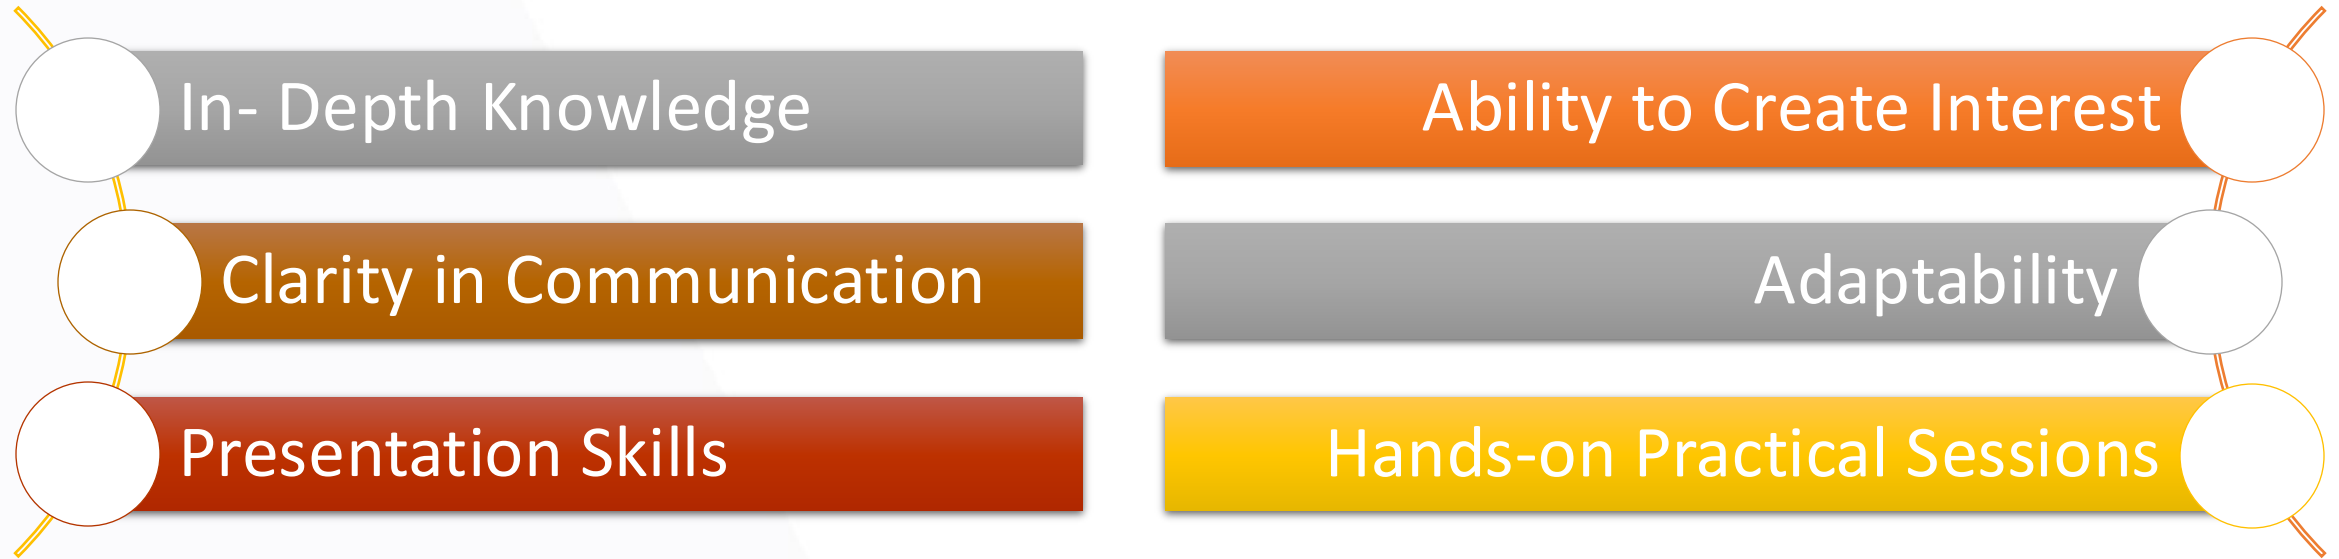 In- Depth Knowledge
Clarity in Communication
Presentation Skills
Ability to Create Interest
Adaptability
Hands-on Practical Sessions